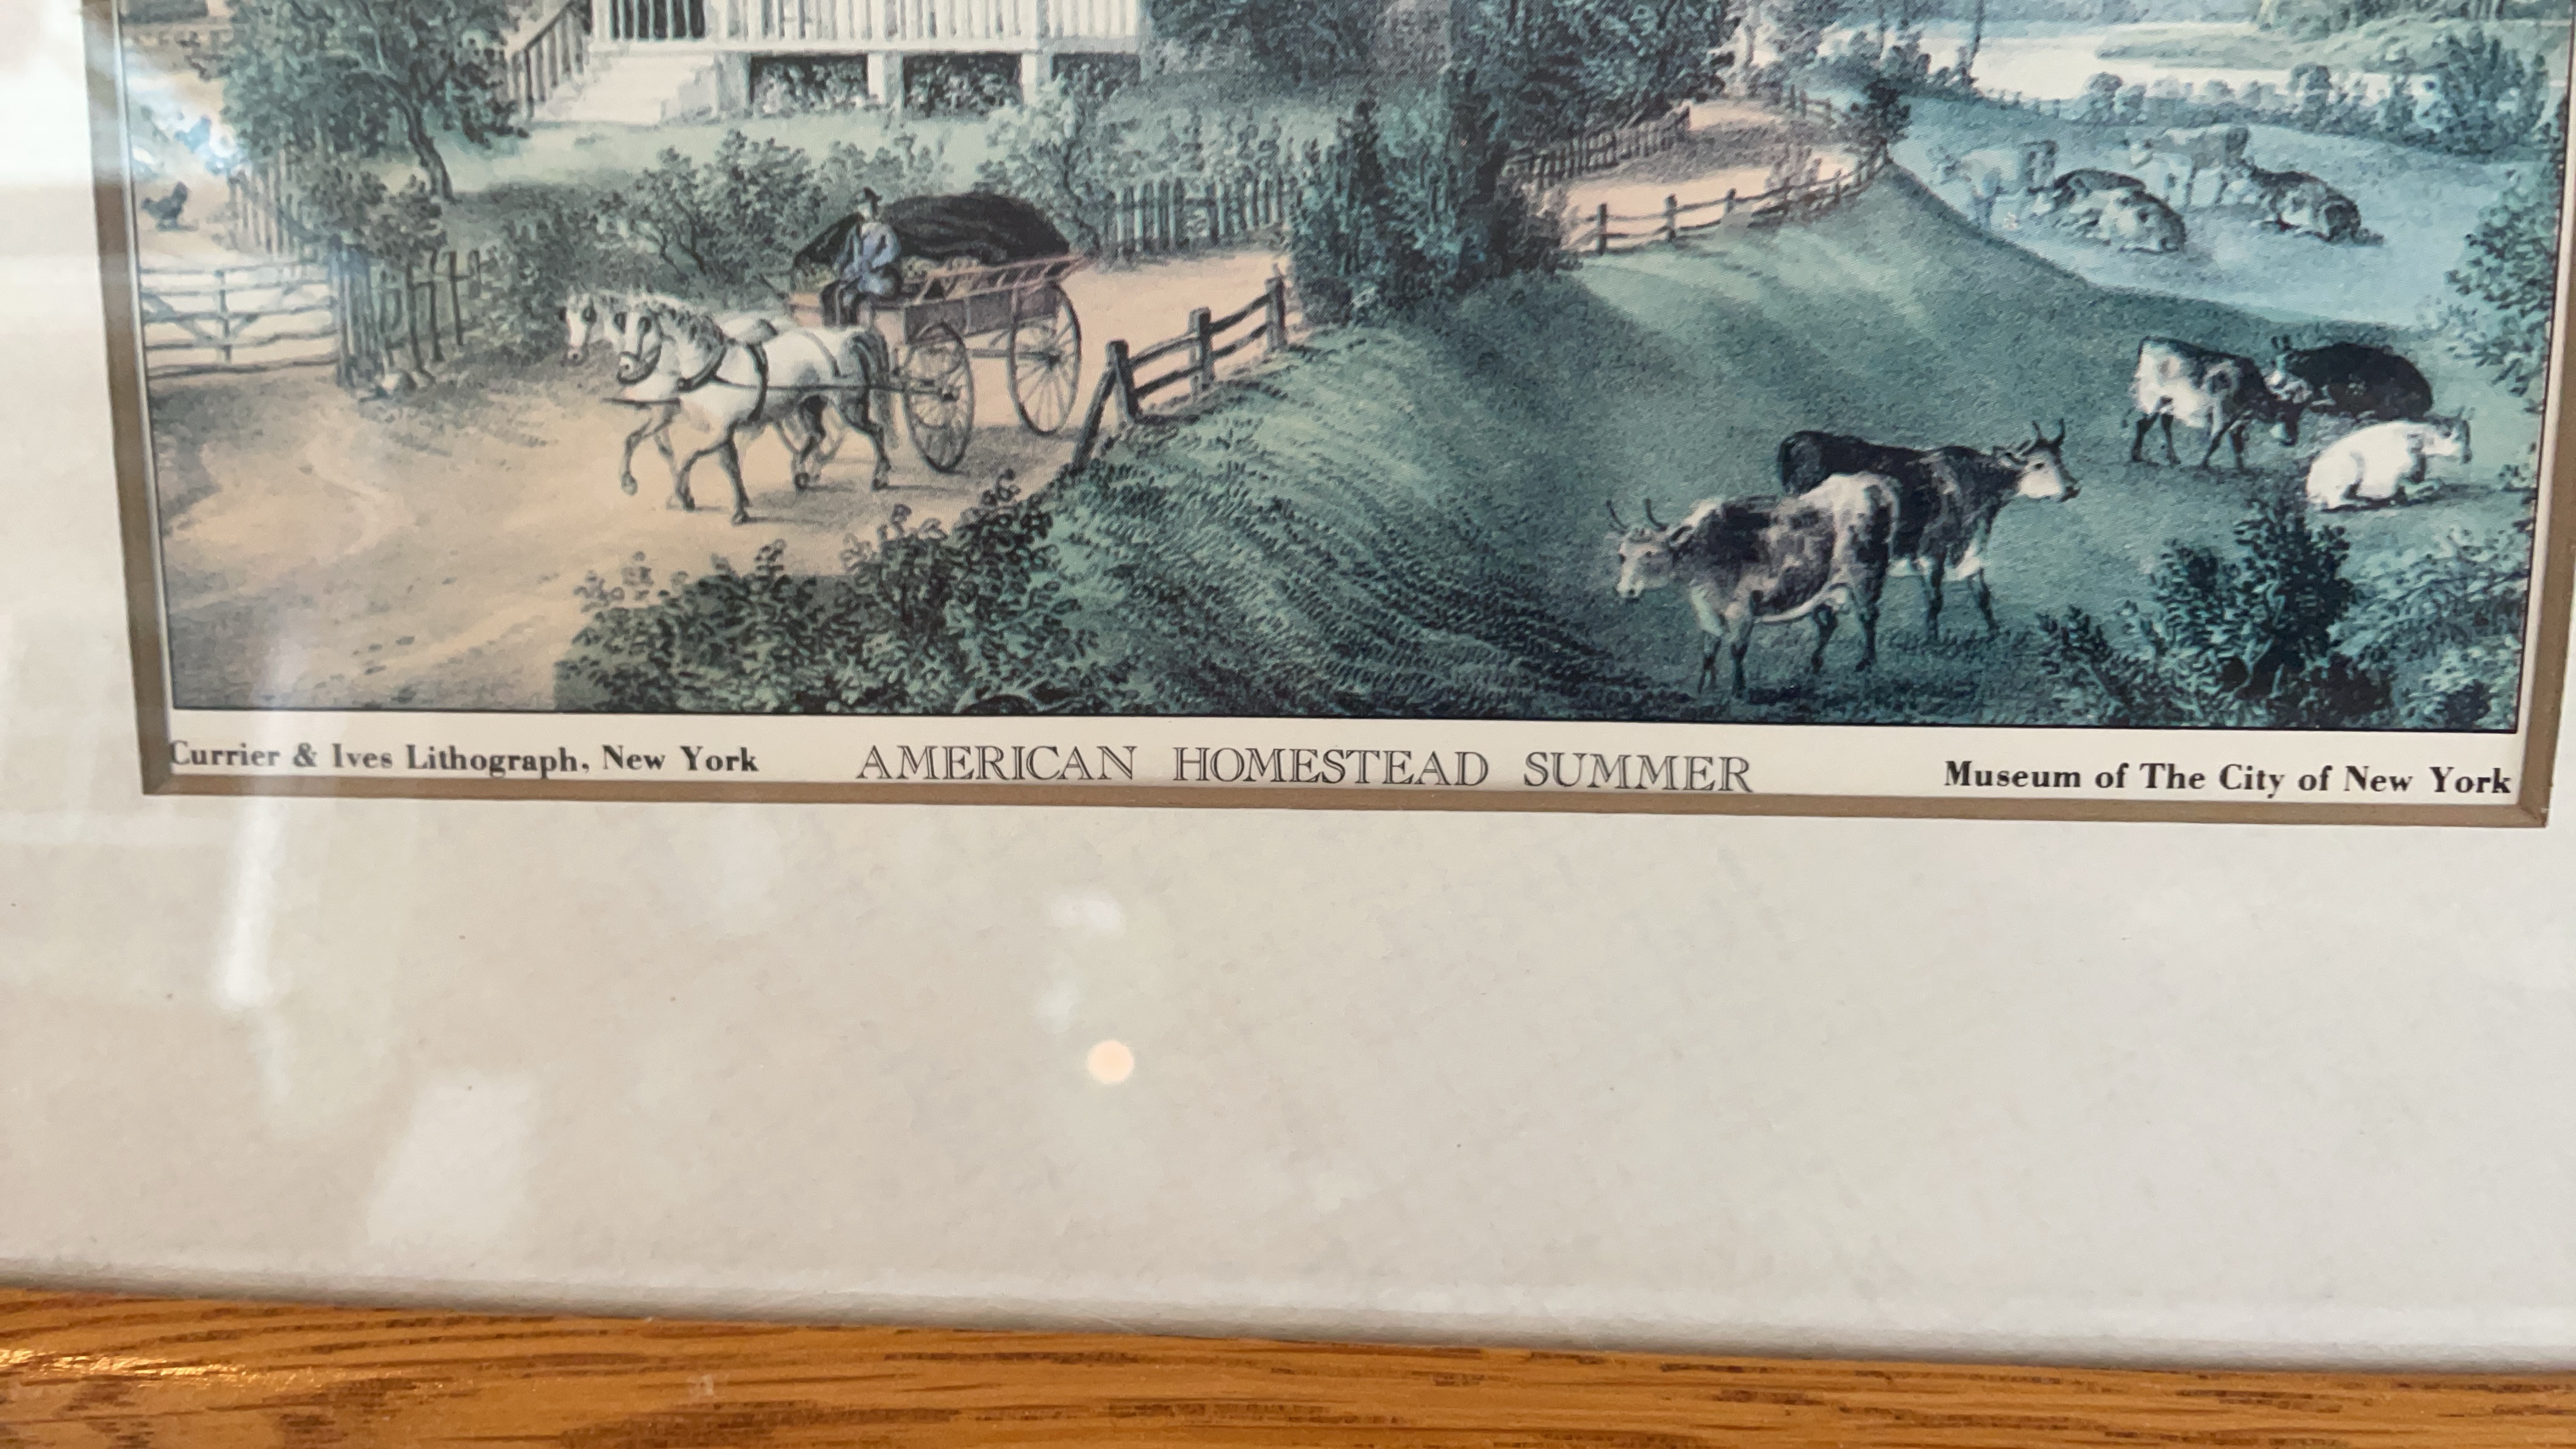 Currier & Ives Lithograph, New York
AMERICAN HOMESTEAD SUMMER
Museum of The City of New York